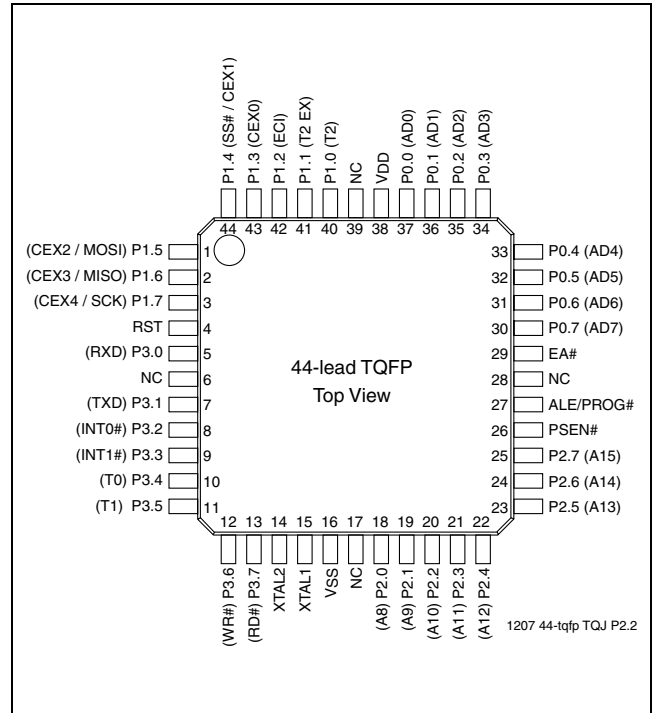 P1.4 (SS# / CEX1)
P1.3 (CEX0)
P1.2 (ECI)
P1.1 (T2 EX)
P1.0 (T2)
NC
VDD
P0.0 (AD0)
P0.1 (AD1)
P0.2 (AD2)
P0.3 (AD3)
44 43 42 41 40 39 38 37 36 35 34
(CEX2 / MOSI) P1.5 1
(CEX3 / MISO) P1.6 2
(CEX4 / SCK) P1.7 3
RST 4
(RXD) P3.0 5
NC 6
(TXD) P3.1 7
(INT0#) P3.2 8
(INT1#) P3.3 9
(T0) P3.4 10
(T1) P3.5 11
44-lead TQFP
Top View
33 P0.4 (AD4)
32 P0.5 (AD5)
31 P0.6 (AD6)
30 P0.7 (AD7)
29 EA#
28 NC
27 ALE/PROG#
26 PSEN#
25 P2.7 (A15)
24 P2.6 (A14)
23 P2.5 (A13)
12 13 14 15 16 17 18 19 20 21 22
(WR#) P3.6
(RD#) P3.7
XTAL2
XTAL1
VSS
NC
(A8) P2.0
(A9) P2.1
(A10) P2.2
(A11) P2.3
(A12) P2.4
1207 44-tqfp TQJ P2.2